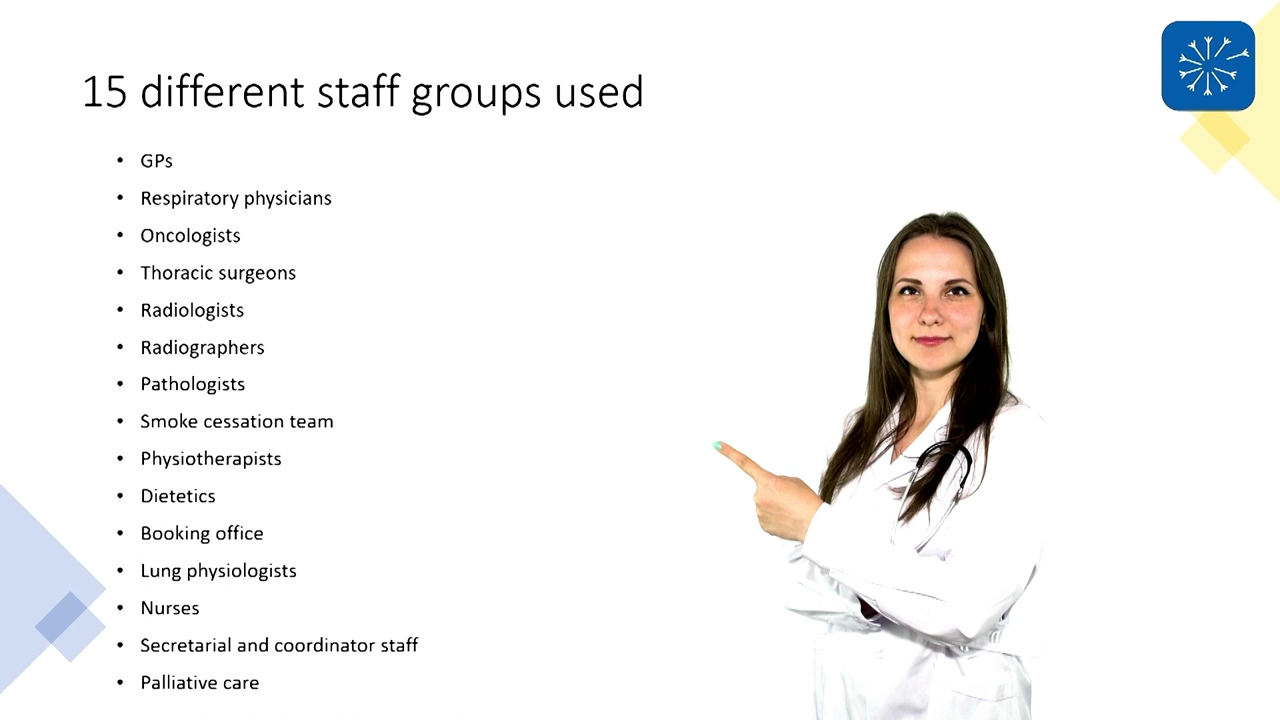 15 different staff groups used
• GPs
• Respiratory physicians
• Oncologists
• Thoracic surgeons
• Radiologists
• Radiographers
• Pathologists
• Smoke cessation team
• Physiotherapists
• Dietetics
• Booking office
• Lung physiologists
• Nurses
• Secretarial and coordinator staff
• Palliative care